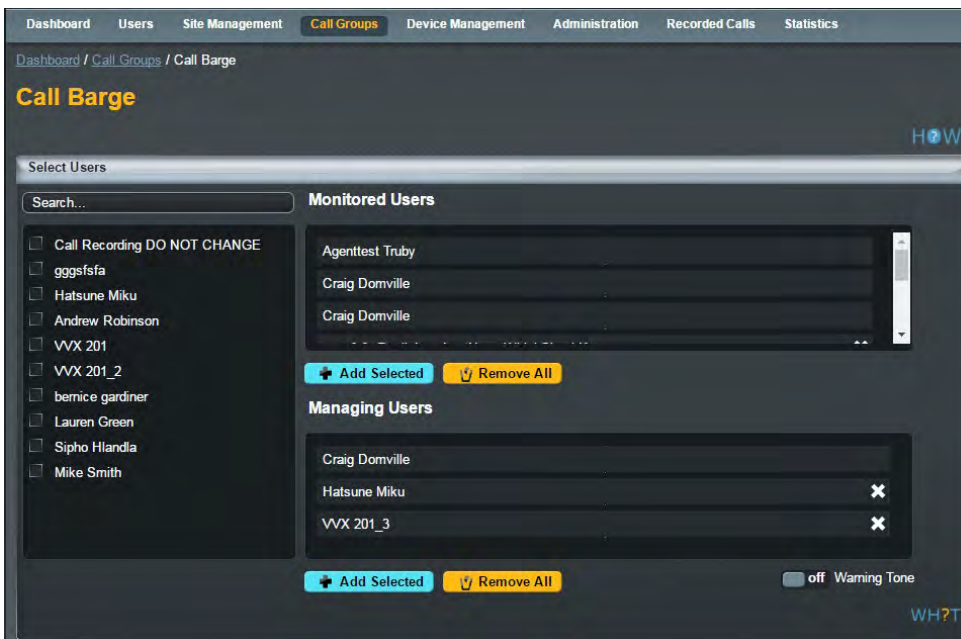 Dashboard Users Site Management Call Groups Device Management Administration Recorded Calls Statistics
Dashboard / Call Groups / Call Barge
Call Barge
H?W
Select Users
Search...
Call Recording DO NOT CHANGE
gggsfsfa
Hatsune Miku
Andrew Robinson
VVX 201
VVX 201_2
bernice gardiner
Lauren Green
Sipho Hlandla
Mike Smith
Monitored Users
Agenttest Truby
Craig Domville
Craig Domville
Add Selected Remove All
Managing Users
Craig Domville
Hatsune Miku
VVX 201_3
Add Selected Remove All
off Warning Tone
WH?T